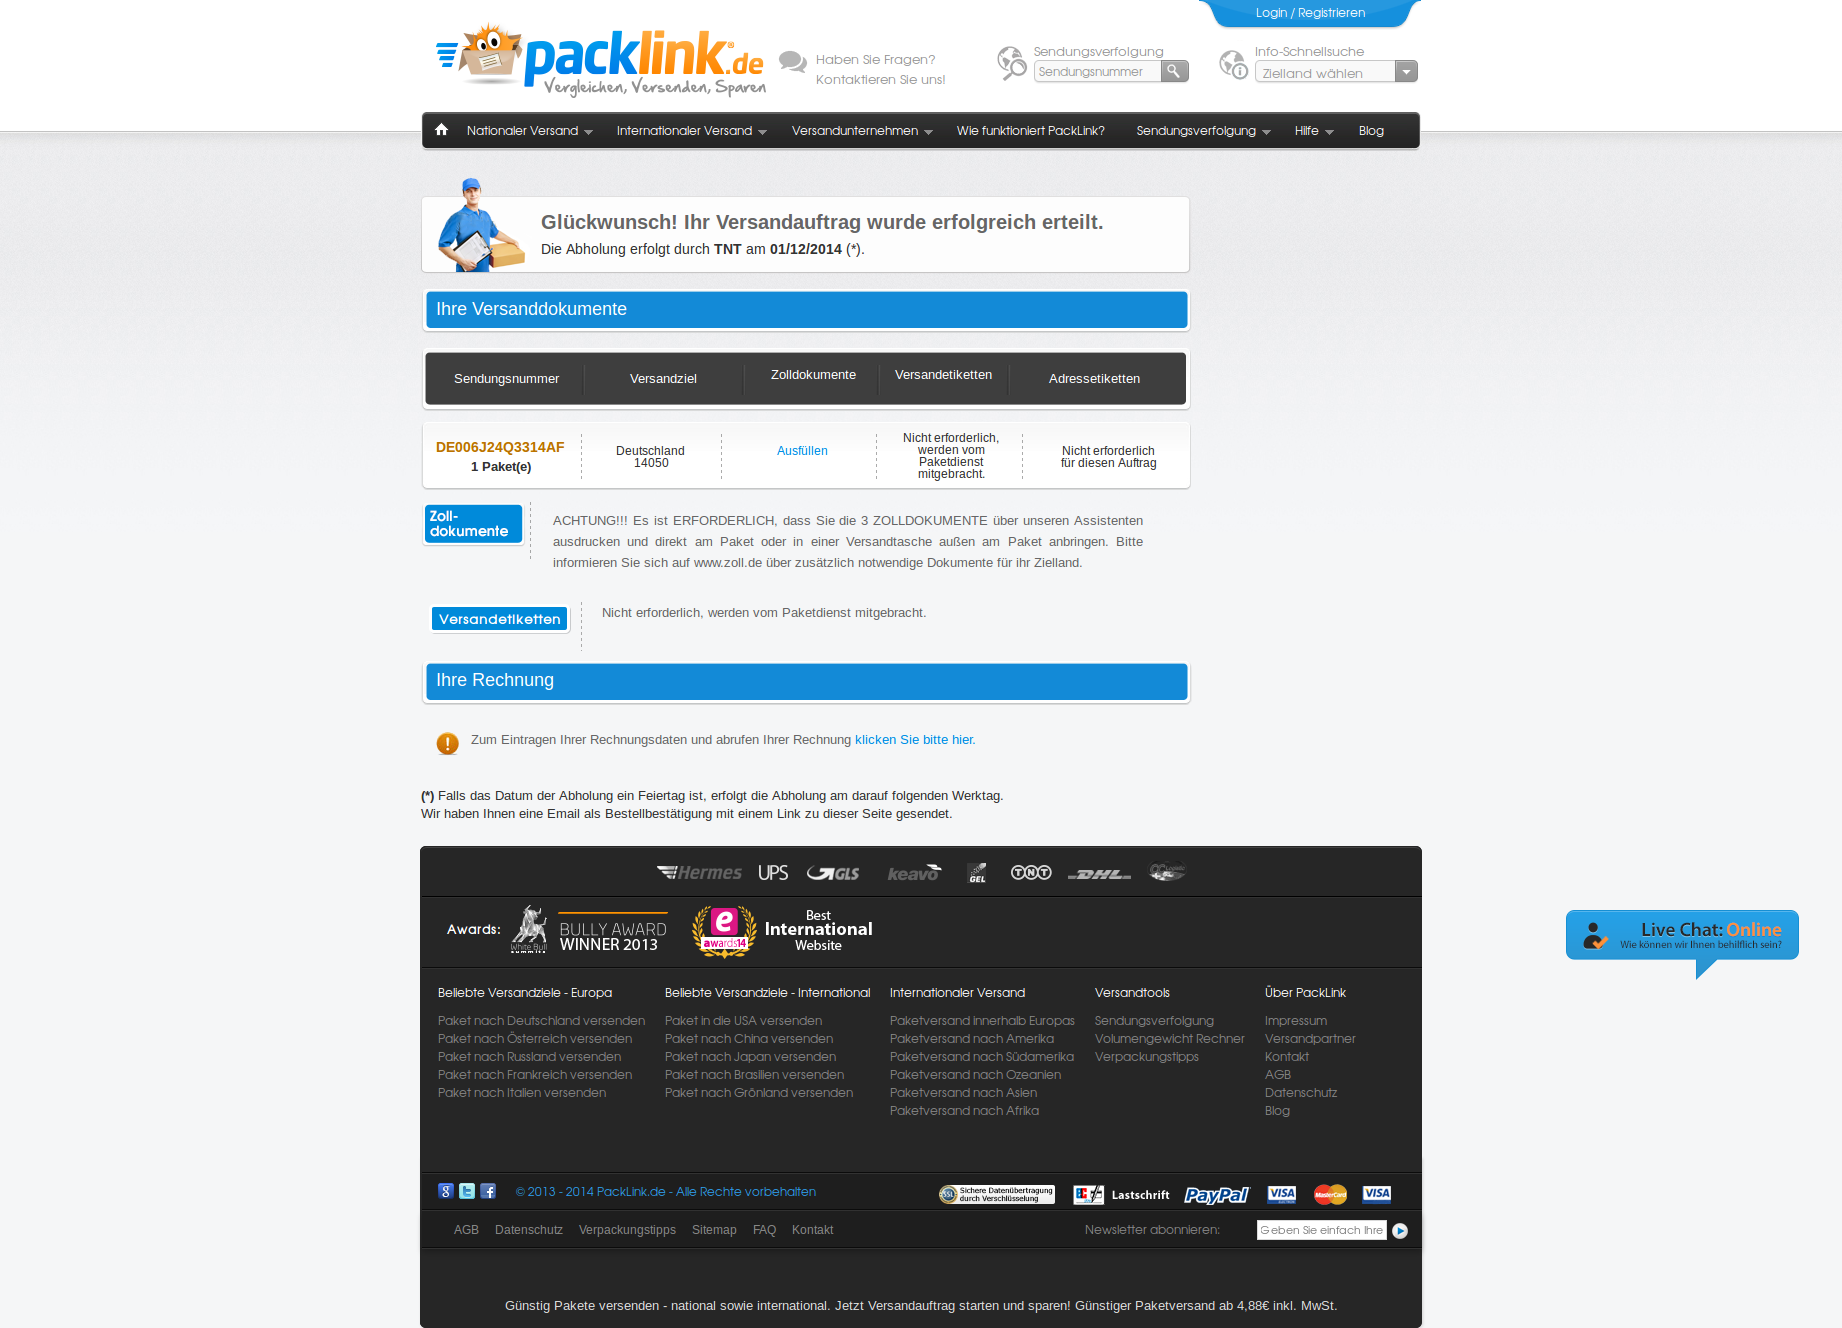 Login / Registrieren
packlink.de
Vergleichen, Versenden, Sparen
Haben Sie Fragen?
Kontaktieren Sie uns!
Sendungsverfolgung
Sendungsnummer
Info-Schnellsuche
Zielland wählen
Nationaler Versand
Internationaler Versand
Versandunternehmen
Wie funktioniert PackLink?
Sendungsverfolgung
Hilfe
Blog
Glückwunsch! Ihr Versandauftrag wurde erfolgreich erteilt.
Die Abholung erfolgt durch TNT am 01/12/2014 (*).
Ihre Versanddokumente
Sendungsnummer
Versandziel
Zolldokumente
Versandetiketten
Adressetiketten
DE006J24Q3314AF
1 Paket(e)
Deutschland
14050
Ausfüllen
Nicht erforderlich,
werden vom
Paketdienst
mitgebracht.
Nicht erforderlich
für diesen Auftrag
Zoll-
dokumente
ACHTUNG!!! Es ist ERFORDERLICH, dass Sie die 3 ZOLLDOKUMENTE über unseren Assistenten
ausdrucken und direkt am Paket oder in einer Versandtasche außen am Paket anbringen. Bitte
informieren Sie sich auf www.zoll.de über zusätzlich notwendige Dokumente für ihr Zielland.
Versandetiketten
Nicht erforderlich, werden vom Paketdienst mitgebracht.
Ihre Rechnung
Zum Eintragen Ihrer Rechnungsdaten und abrufen Ihrer Rechnung klicken Sie bitte hier.
(*) Falls das Datum der Abholung ein Feiertag ist, erfolgt die Abholung am darauf folgenden Werktag.
Wir haben Ihnen eine Email als Bestellbestätigung mit einem Link zu dieser Seite gesendet.
Hermes UPS GLS keavo GEL TNT DHL
Awards:
White Bull
summits
BULLY AWARD
WINNER 2013
e
awards14
Best
International
Website
Live Chat: Online
Wie können wir Ihnen behilflich sein?
Beliebte Versandziele - Europa
Paket nach Deutschland versenden
Paket nach Österreich versenden
Paket nach Russland versenden
Paket nach Frankreich versenden
Paket nach Italien versenden
Beliebte Versandziele - International
Paket in die USA versenden
Paket nach China versenden
Paket nach Japan versenden
Paket nach Brasilien versenden
Paket nach Grönland versenden
Internationaler Versand
Paketversand innerhalb Europas
Paketversand nach Amerika
Paketversand nach Südamerika
Paketversand nach Ozeanien
Paketversand nach Asien
Paketversand nach Afrika
Versandtools
Sendungsverfolgung
Volumengewicht Rechner
Verpackungstipps
Über PackLink
Impressum
Versandpartner
Kontakt
AGB
Datenschutz
Blog
© 2013 - 2014 PackLink.de - Alle Rechte vorbehalten
SSL
Sichere Datenübertragung
durch Verschlüsselung
EC
Lastschrift
PayPal
VISA
MasterCard
VISA
AGB
Datenschutz
Verpackungstipps
Sitemap
FAQ
Kontakt
Newsletter abonnieren:
Geben Sie einfach Ihre
Günstig Pakete versenden - national sowie international. Jetzt Versandauftrag starten und sparen! Günstiger Paketversand ab 4,88€ inkl. MwSt.